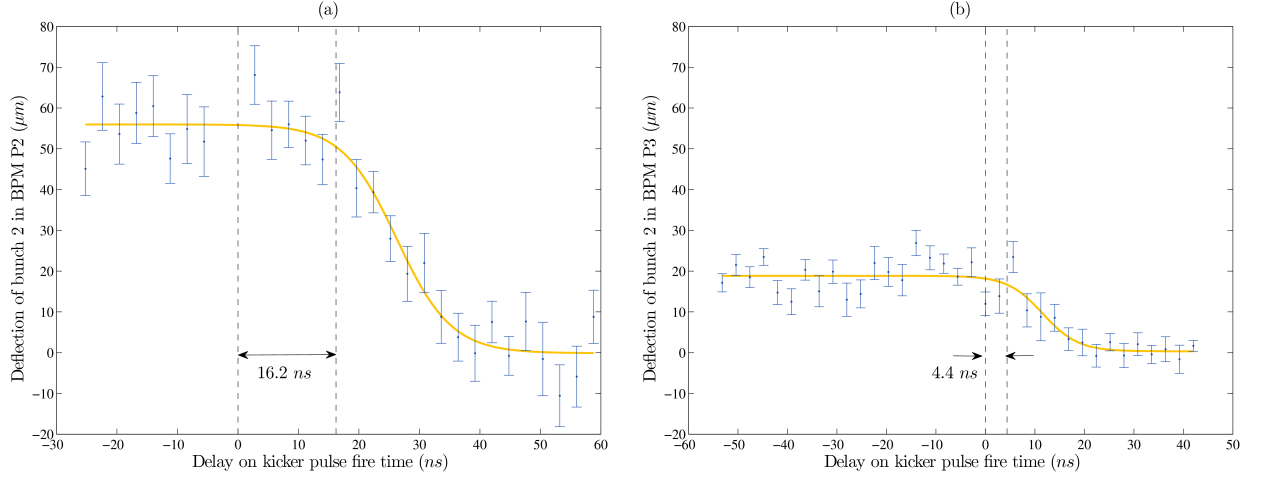 (a)
Deflection of bunch 2 in BPM P2 (μm)
80
70
60
50
40
30
20
10
0
−10
−20
16.2 ns
−30 −20 −10 0 10 20 30 40 50 60
Delay on kicker pulse fire time (ns)
(b)
Deflection of bunch 2 in BPM P3 (μm)
80
70
60
50
40
30
20
10
0
−10
−20
4.4 ns
−60 −50 −40 −30 −20 −10 0 10 20 30 40 50
Delay on kicker pulse fire time (ns)